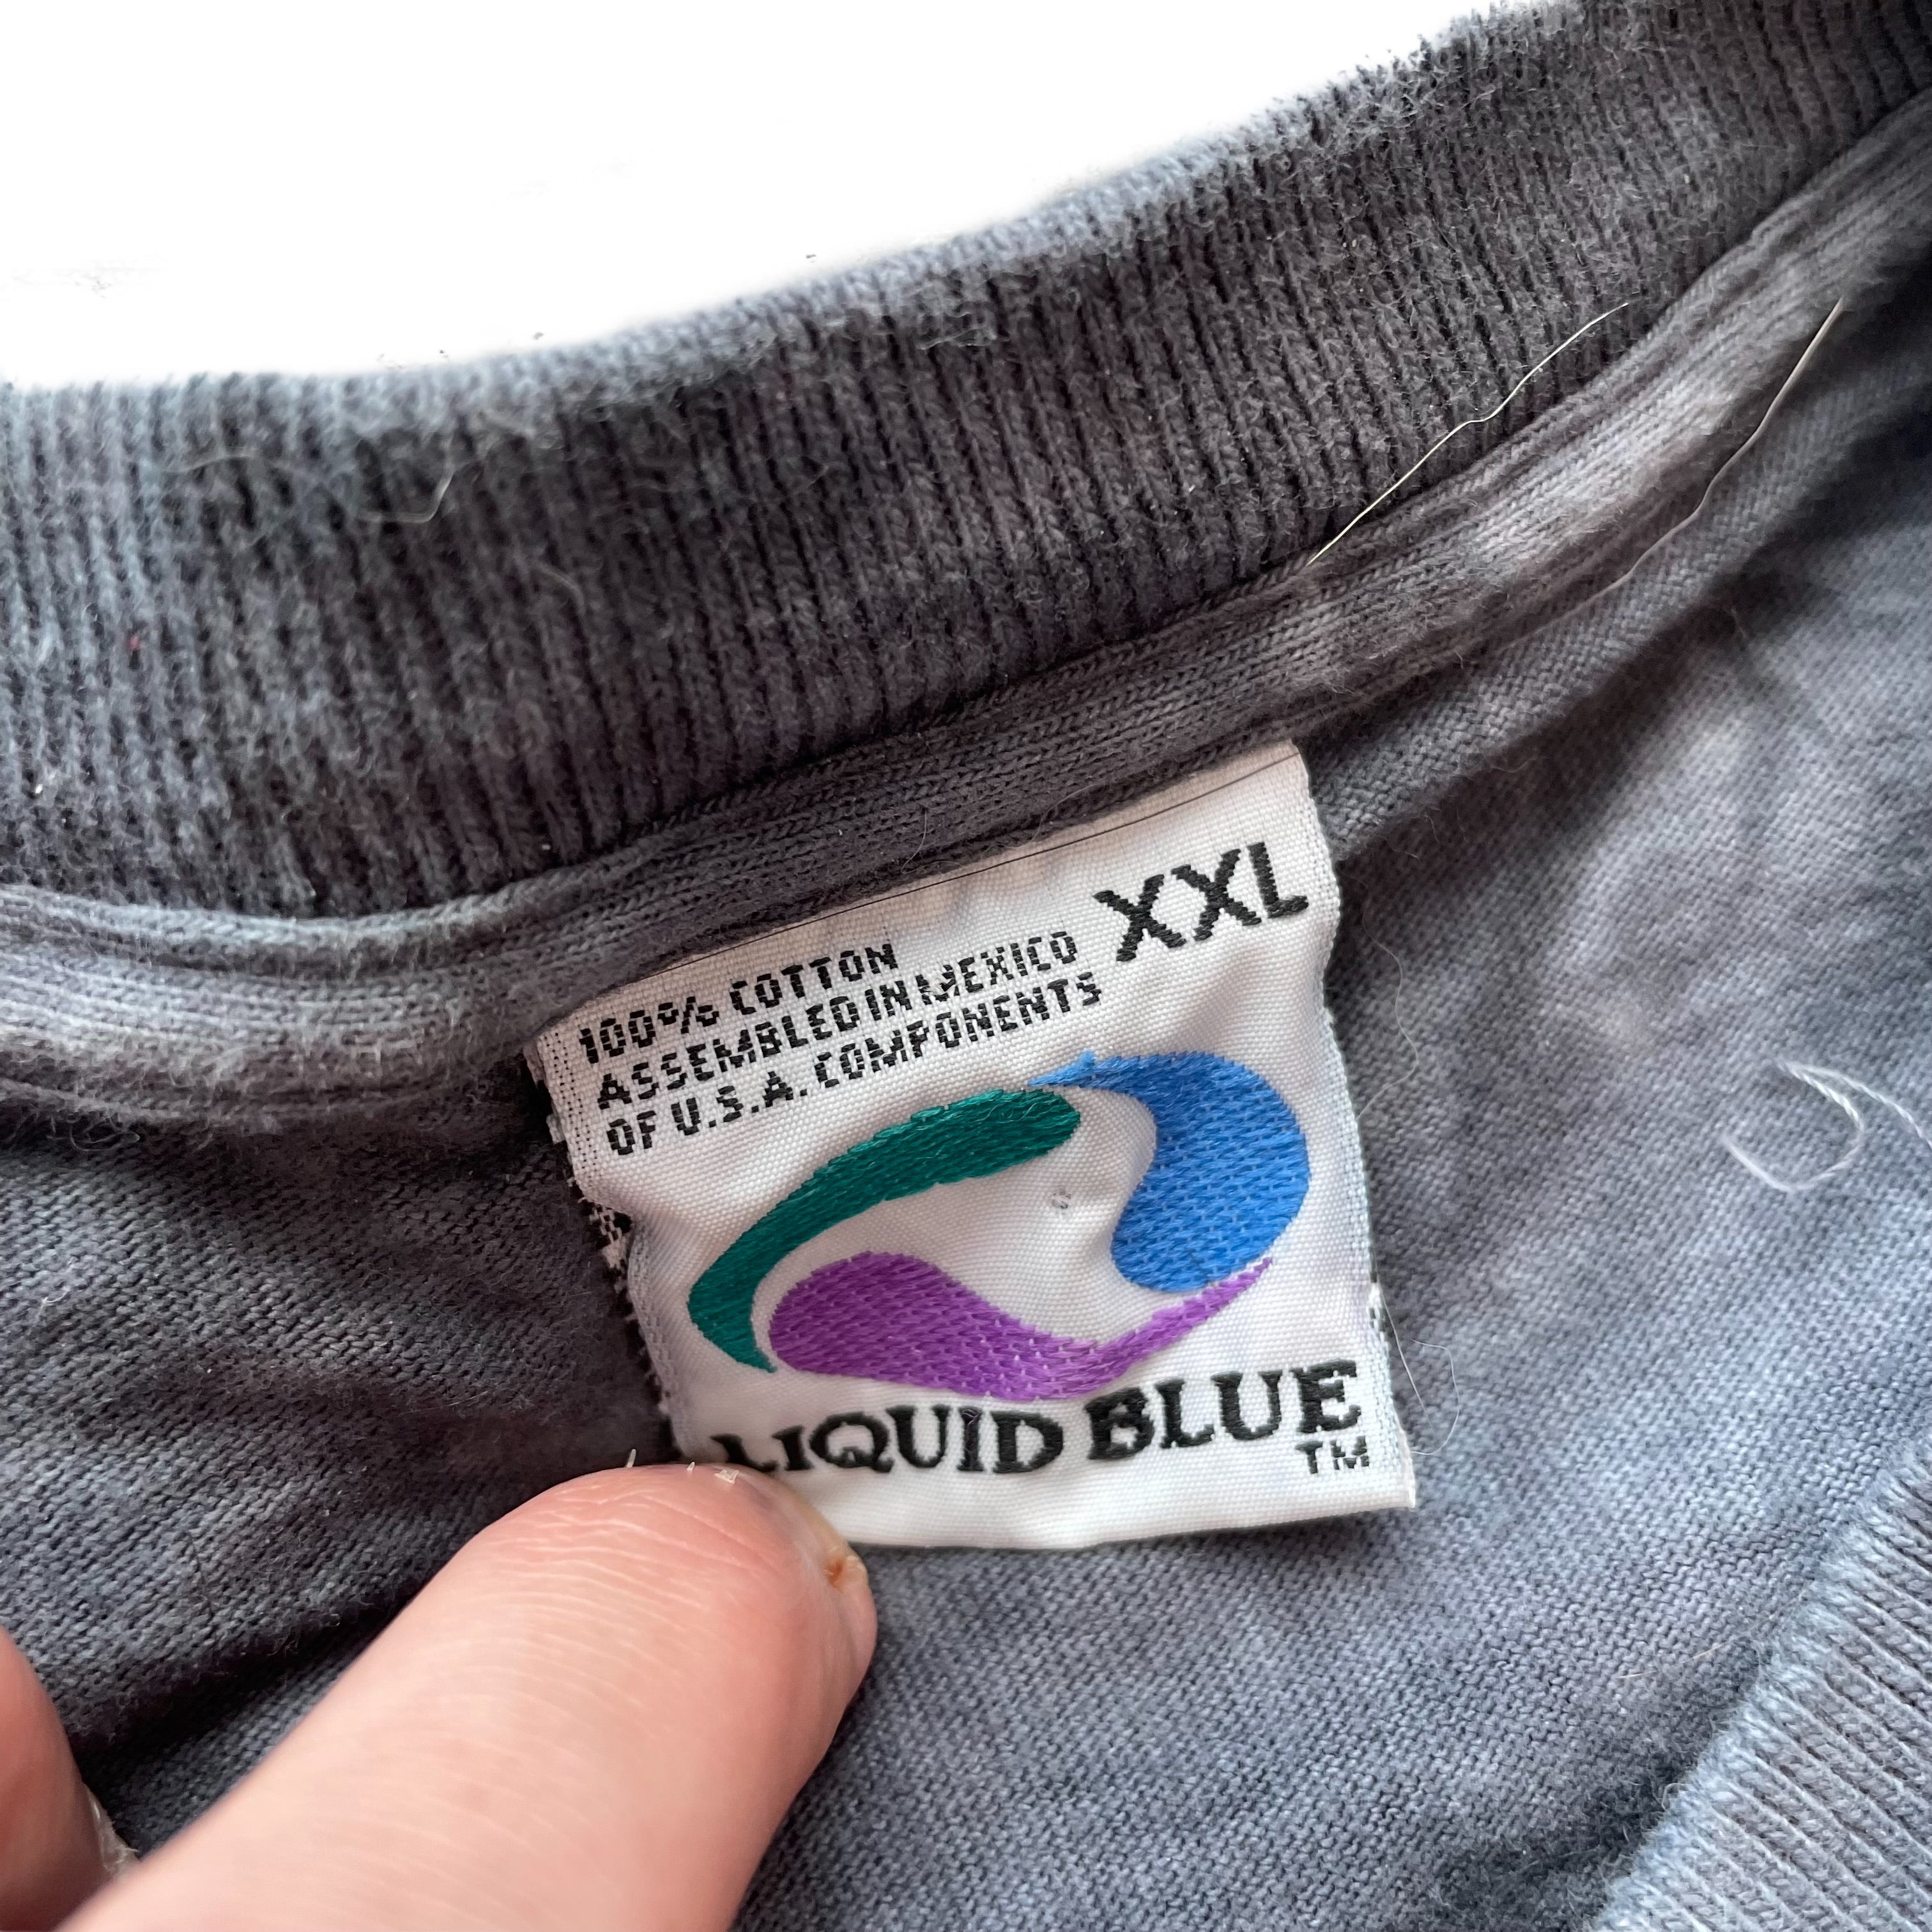 XXL
100% COTTON
ASSEMBLED IN MEXICO
OF U.S.A. COMPONENTS
LIQUID BLUE
TM